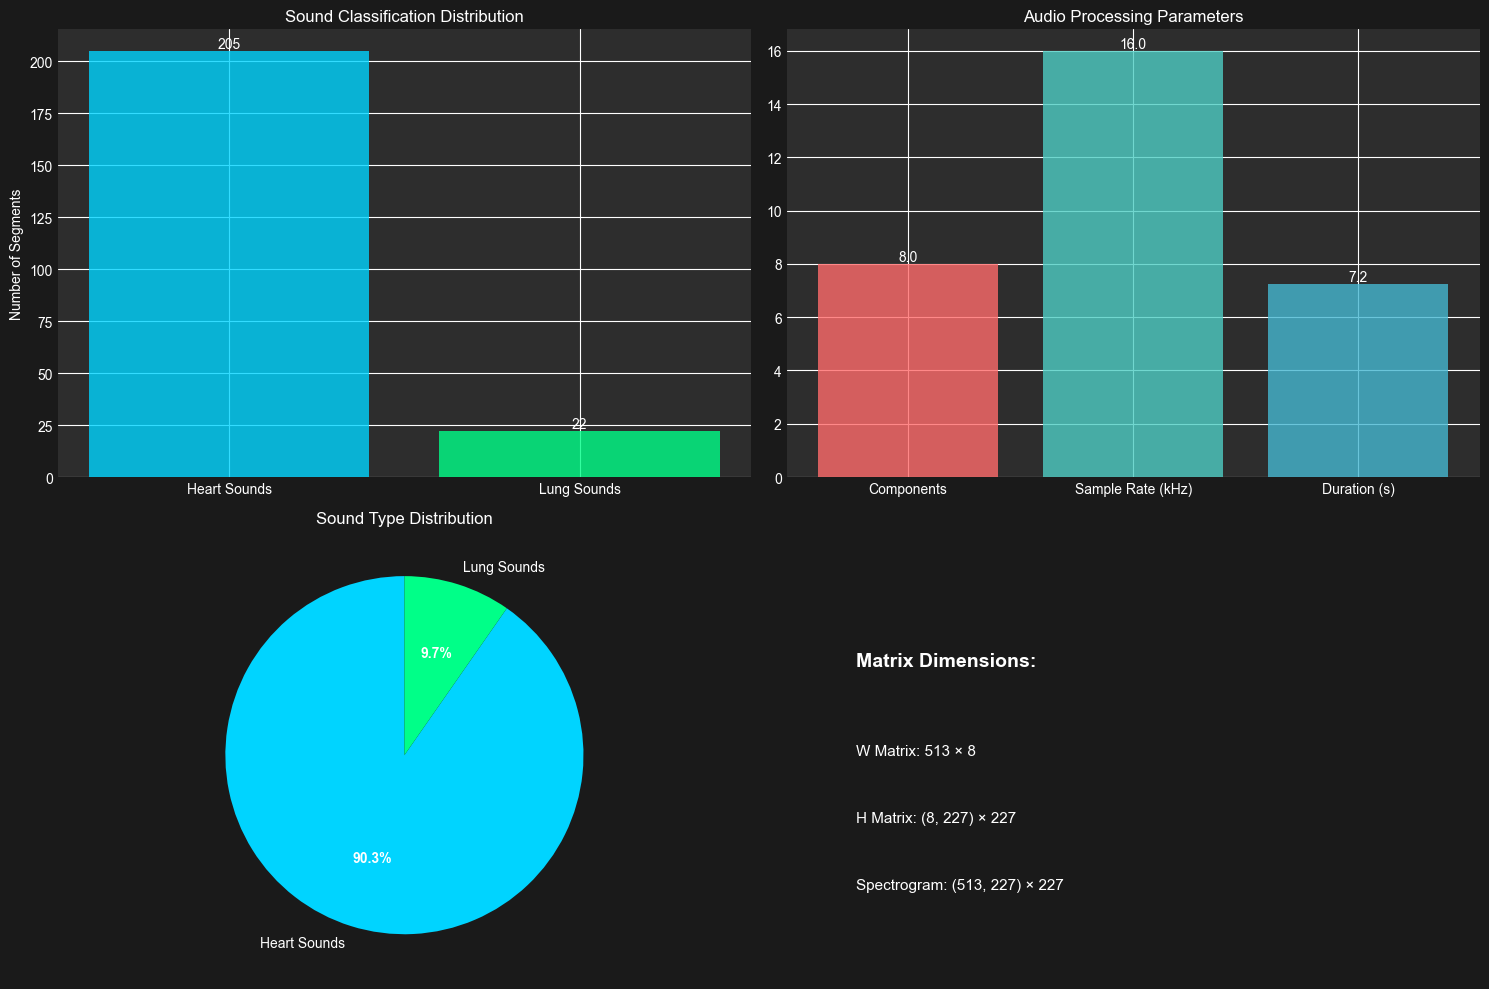 Sound Classification Distribution
205
200
175
150
125
100
75
50
25
0
Number of Segments
22
Heart Sounds
Lung Sounds
Audio Processing Parameters
16
14
12
10
8
6
4
2
0
8.0
16.0
7.2
Components
Sample Rate (kHz)
Duration (s)
Sound Type Distribution
Lung Sounds
9.7%
90.3%
Heart Sounds
Matrix Dimensions:
W Matrix: 513 × 8
H Matrix: (8, 227) × 227
Spectrogram: (513, 227) × 227